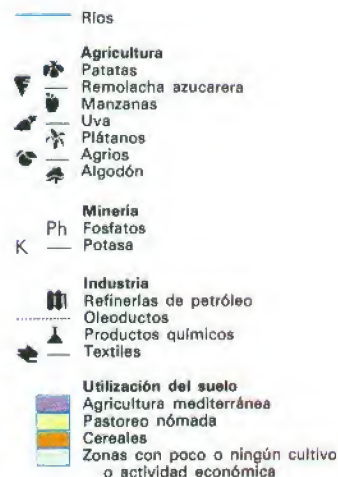 Ríos
Agricultura
Patatas
Remolacha azucarera
Manzanas
Uva
Plátanos
Agrios
Algodón
Minería
Ph Fosfatos
K Potasa
Industria
Refinerías de petróleo
Oleoductos
Productos químicos
Textiles
Utilización del suelo
Agricultura mediterránea
Pastoreo nómada
Cereales
Zonas con poco o ningún cultivo
o actividad económica